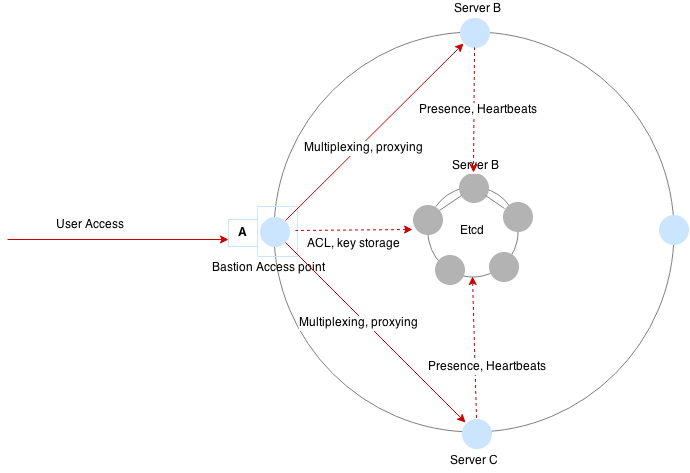 Server B
Presence, Heartbeats
Multiplexing, proxying
Server B
User Access
A
Etcd
ACL, key storage
Bastion Access point
Multiplexing, proxying
Presence, Heartbeats
Server C